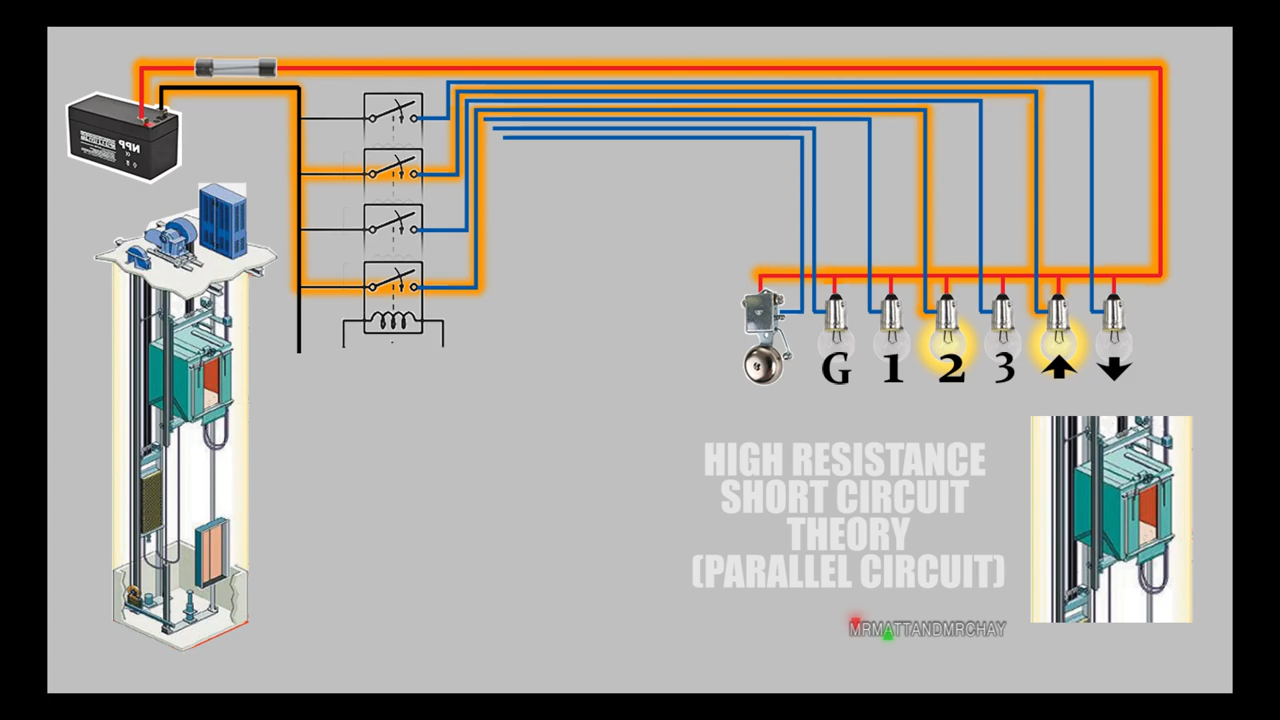 NPP
G 1 2 3
HIGH RESISTANCE
SHORT CIRCUIT
THEORY
(PARALLEL CIRCUIT)
MRMATTANDMRCHAY